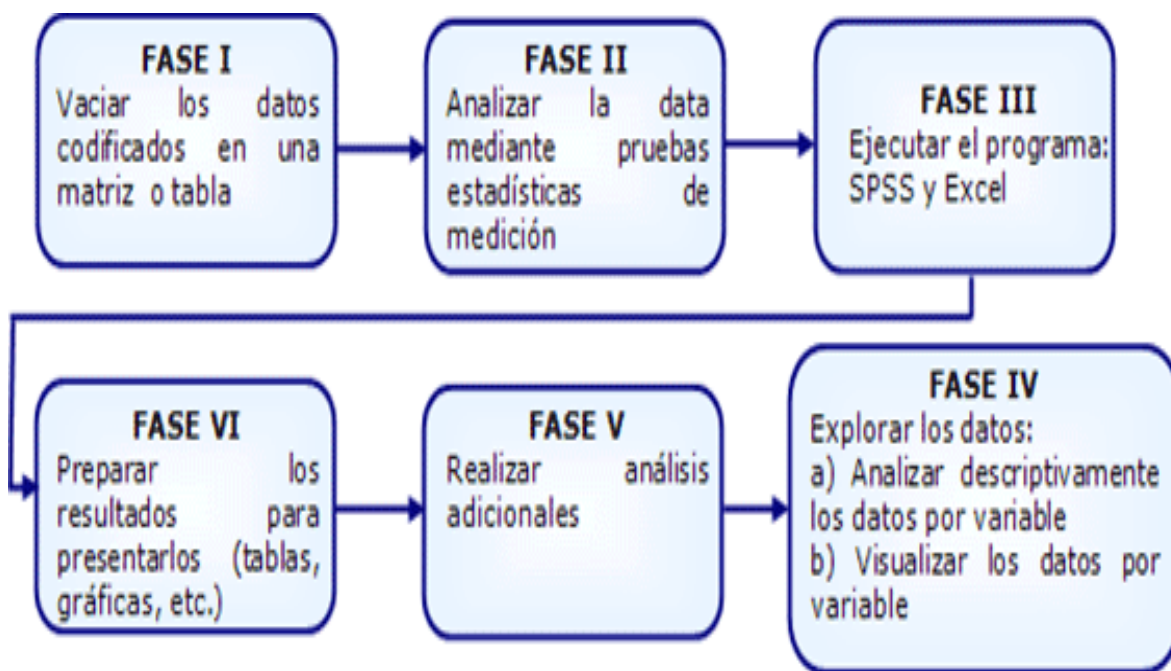 FASE I
Vaciar los datos
codificados en una
matriz o tabla
FASE II
Analizar la data
mediante pruebas
estadísticas de
medición
FASE III
Ejecutar el programa:
SPSS y Excel
FASE VI
Preparar los
resultados para
presentarlos (tablas,
gráficas, etc.)
FASE V
Realizar análisis
adicionales
FASE IV
Explorar los datos:
a) Analizar descriptivamente
los datos por variable
b) Visualizar los datos por
variable